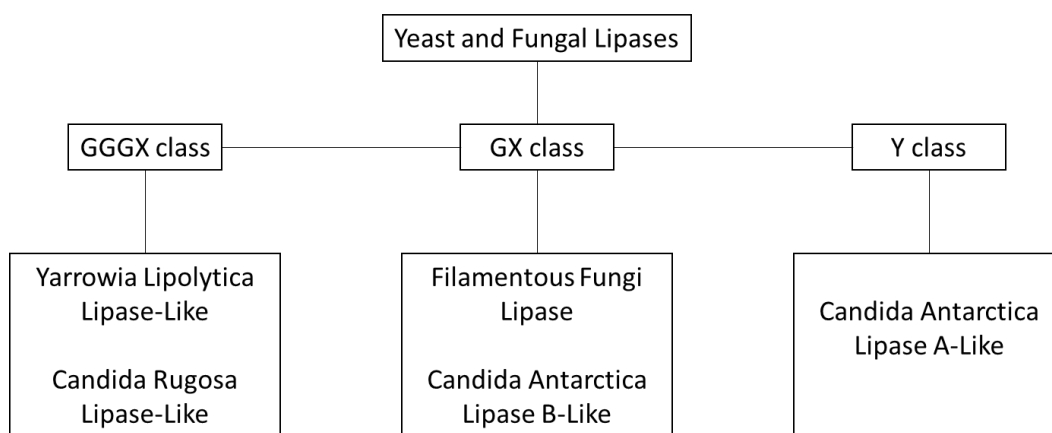 Yeast and Fungal Lipases
GGGX class
GX class
Y class
Yarrowia Lipolytica
Lipase-Like
Candida Rugosa
Lipase-Like
Filamentous Fungi
Lipase
Candida Antarctica
Lipase B-Like
Candida Antarctica
Lipase A-Like